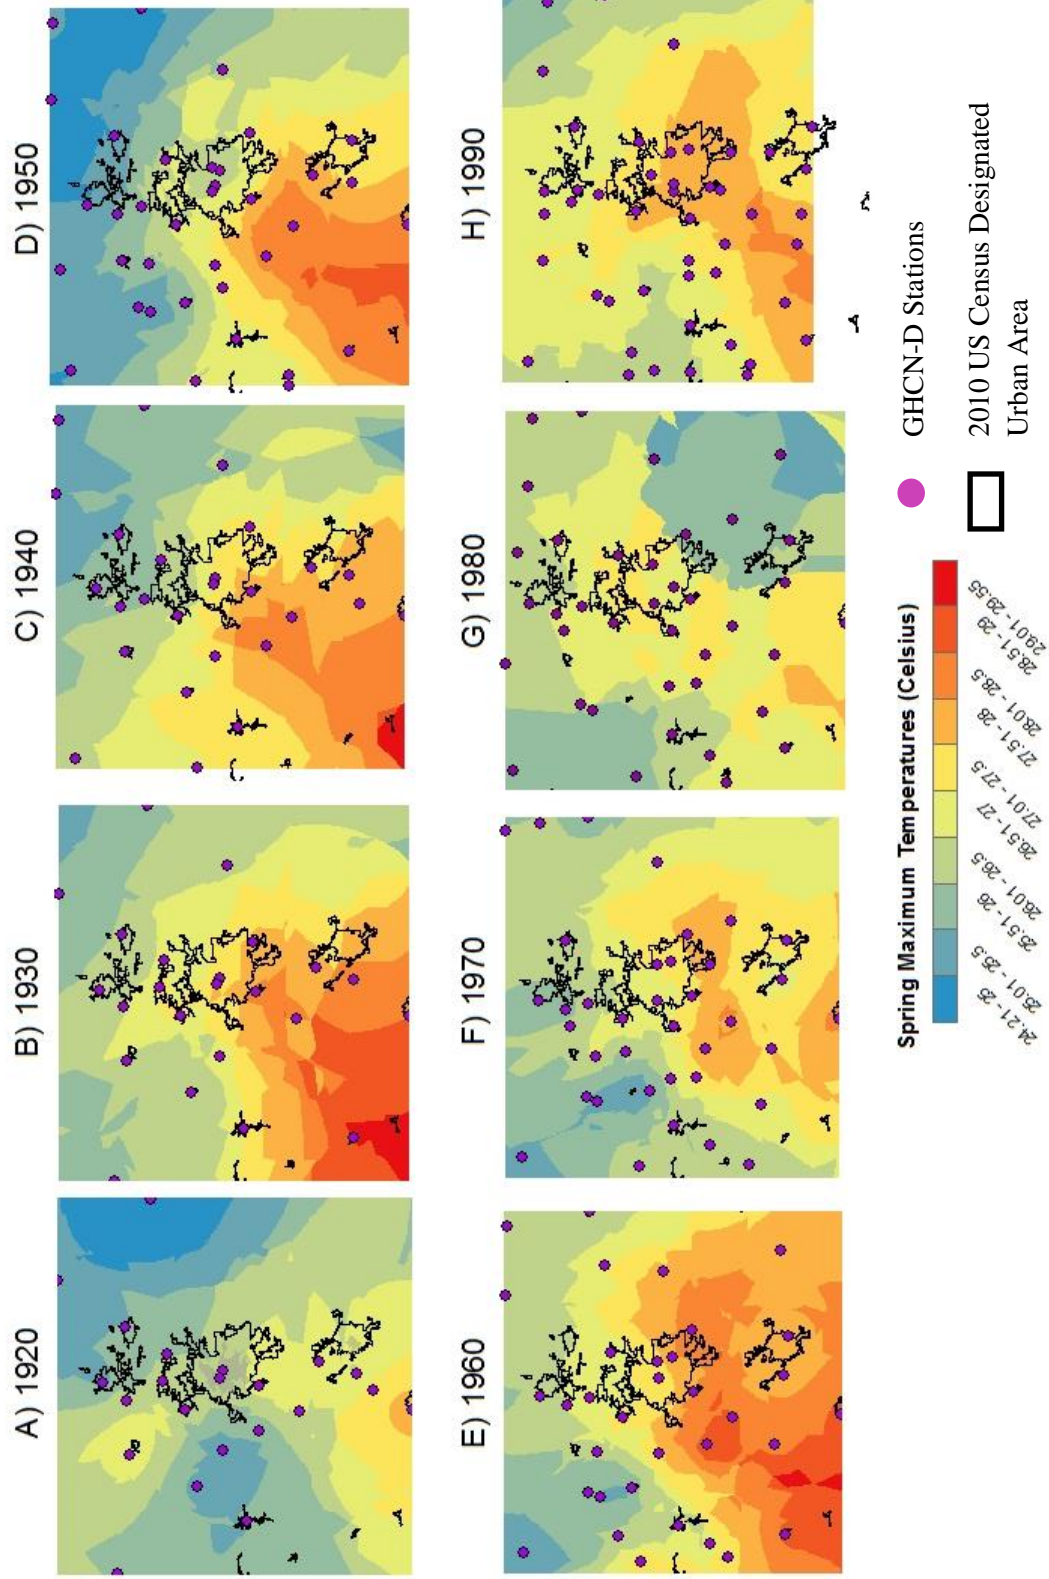 A) 1920
B) 1930
C) 1940
D) 1950
E) 1960
F) 1970
G) 1980
H) 1990
Spring Maximum Temperatures (Celsius)
24.21 - 25
25.01 - 25.5
25.51 - 26
26.01 - 26.5
26.51 - 27
27.01 - 27.5
27.51 - 28
28.01 - 28.5
28.51 - 29
29.01 - 29.55
GHCN-D Stations
2010 US Census Designated
Urban Area